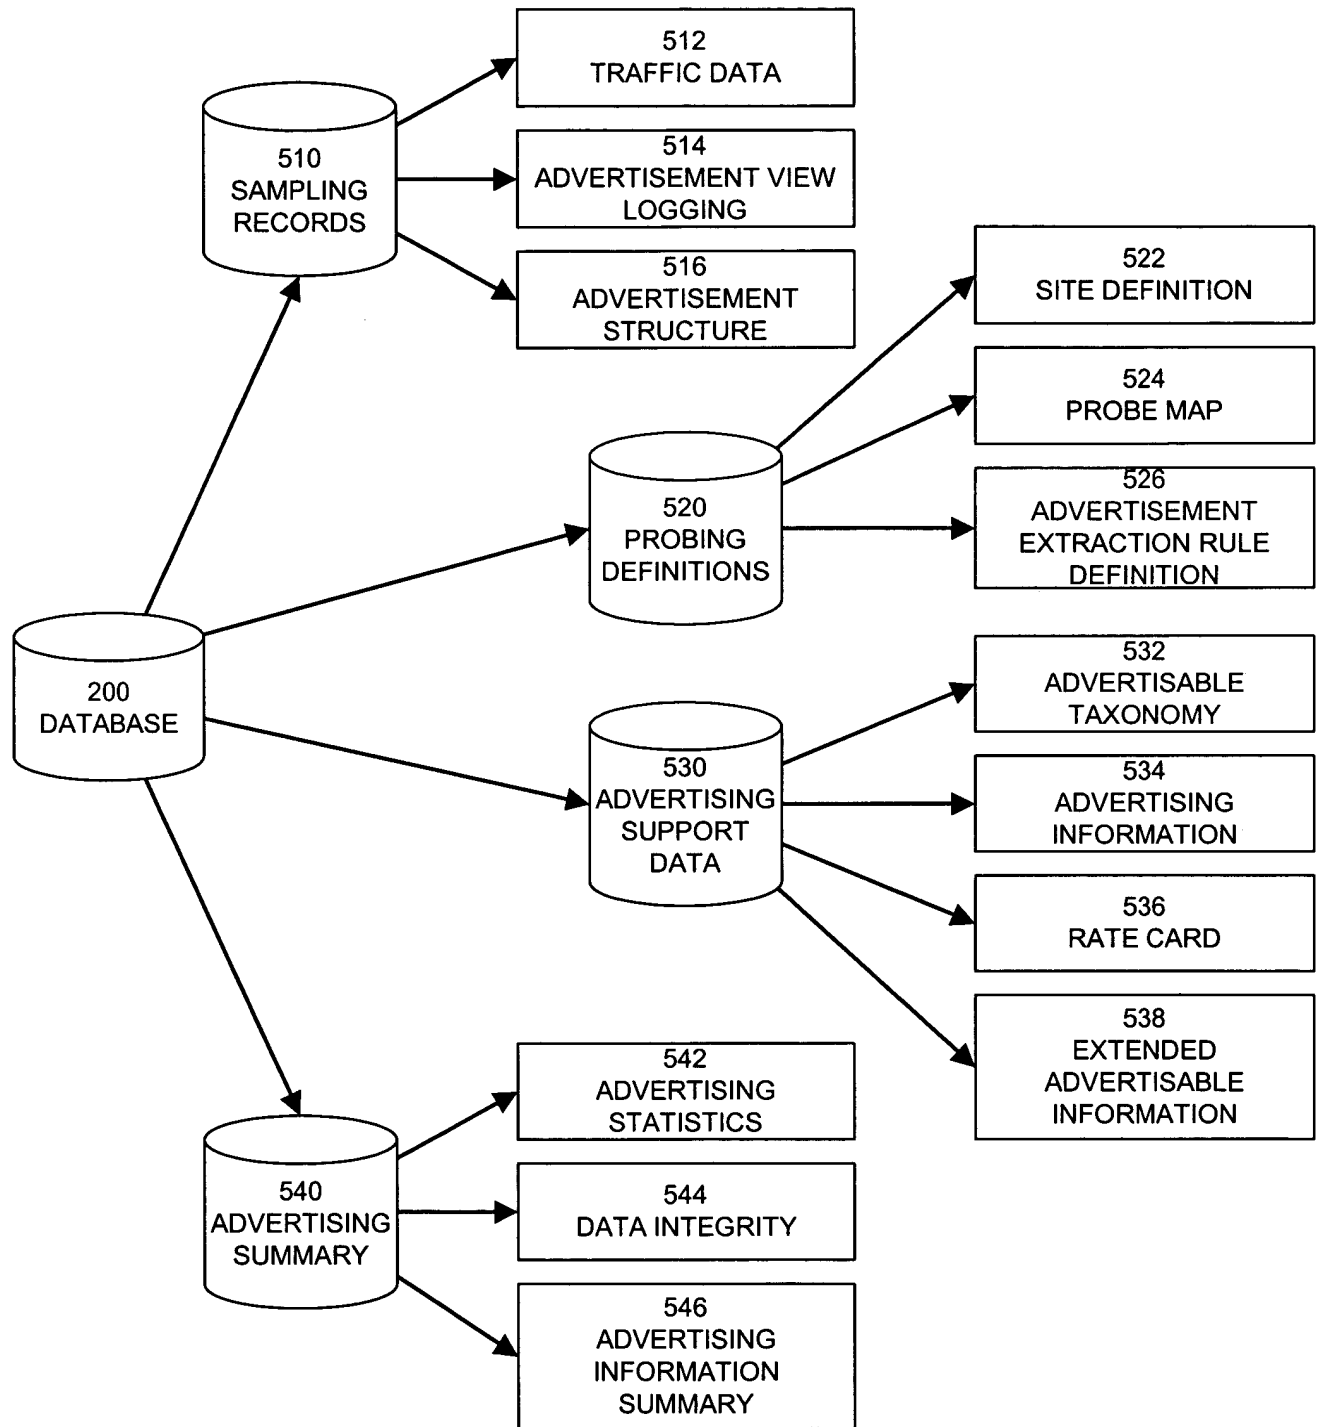 512
TRAFFIC DATA
510
SAMPLING
RECORDS
514
ADVERTISEMENT VIEW
LOGGING
516
ADVERTISEMENT
STRUCTURE
522
SITE DEFINITION
524
PROBE MAP
520
PROBING
DEFINITIONS
526
ADVERTISEMENT
EXTRACTION RULE
DEFINITION
200
DATABASE
532
ADVERTISABLE
TAXONOMY
530
ADVERTISING
SUPPORT
DATA
534
ADVERTISING
INFORMATION
536
RATE CARD
538
EXTENDED
ADVERTISABLE
INFORMATION
542
ADVERTISING
STATISTICS
540
ADVERTISING
SUMMARY
544
DATA INTEGRITY
546
ADVERTISING
INFORMATION
SUMMARY